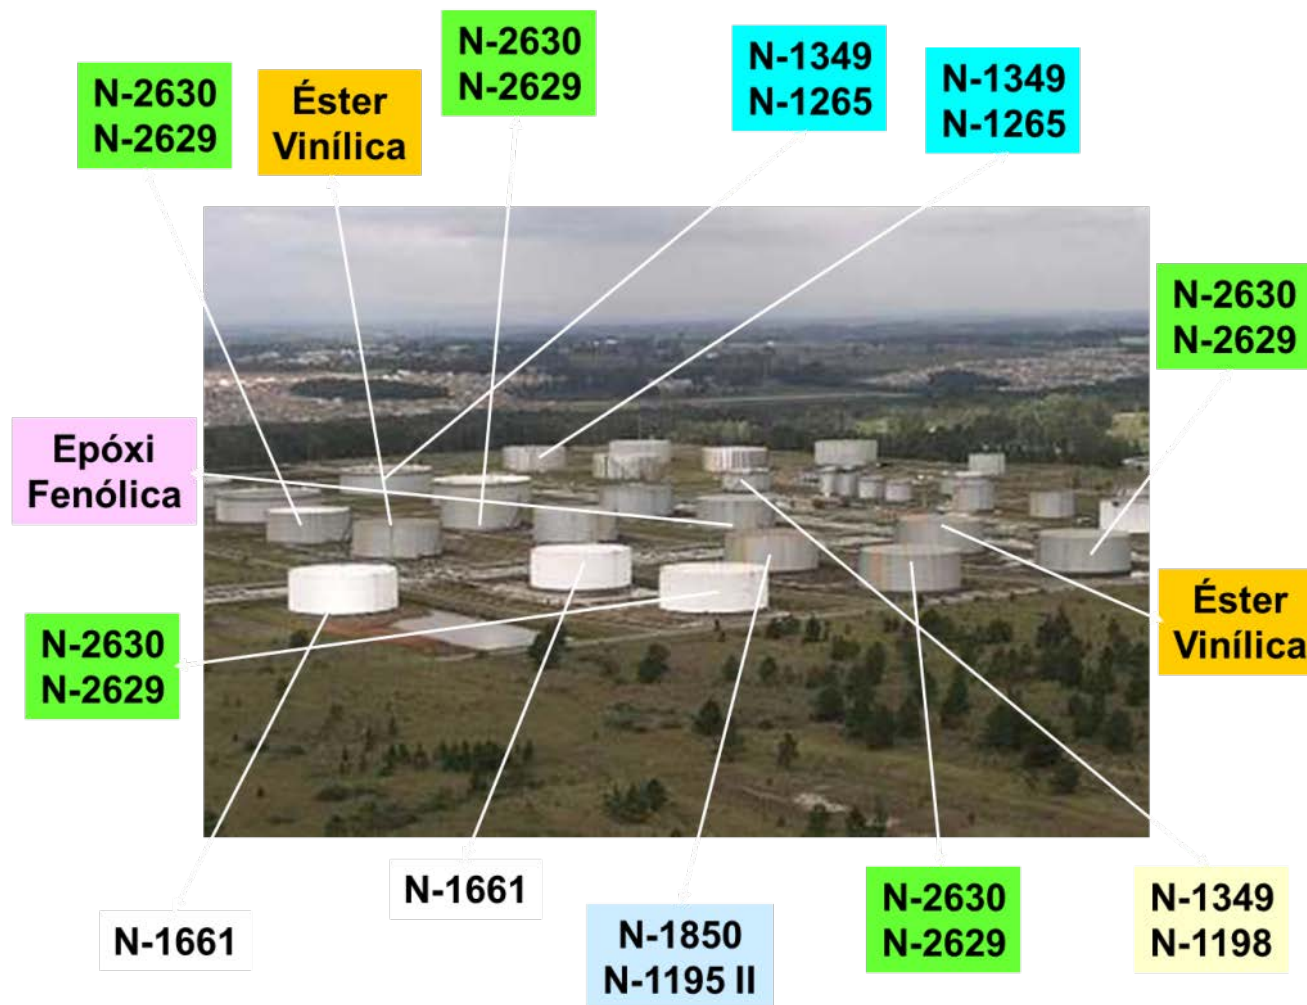 N-2630
N-2629
Éster
Vinílica
N-2630
N-2629
N-1349
N-1265
N-1349
N-1265
N-2630
N-2629
Epóxi
Fenólica
Éster
Vinílica
N-2630
N-2629
N-1661
N-1661
N-1850
N-1195 II
N-2630
N-2629
N-1349
N-1198